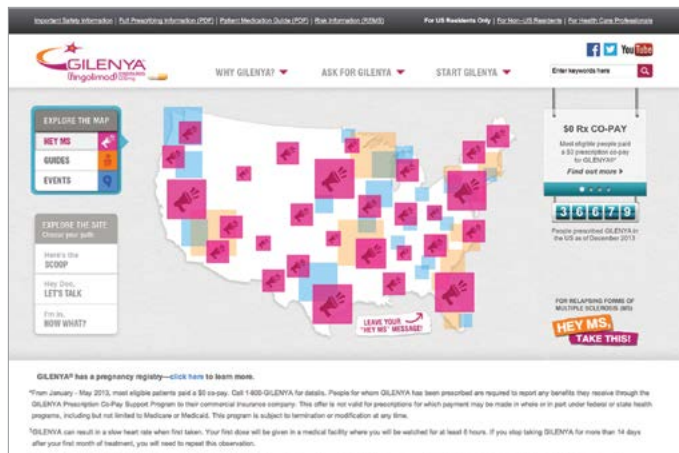 Important Safety Information | Full Prescribing Information (PDF) | Patient Medication Guide (PDF) | Risk Information (REMS)
For US Residents Only | For Non-US Residents | For Health Care Professionals
YouTube
GILENYA
(fingolimod) capsules
WHY GILENYA?
ASK FOR GILENYA
START GILENYA
Enter keywords here
EXPLORE THE MAP
HEY MS
GUIDES
EVENTS
EXPLORE THE SITE
Choose your path
Here's the
SCOOP
Hey Doc,
LET'S TALK
I'm in.
NOW WHAT?
LEAVE YOUR
"HEY MS" MESSAGE!
$0 Rx CO-PAY
Most eligible people paid
a $0 prescription co-pay
for GILENYA!*
Find out more
36679
People prescribed GILENYA in
the US as of December 2013
FOR RELAPSING FORMS OF
MULTIPLE SCLEROSIS (MS)
HEY MS,
TAKE THIS!
GILENYA® has a pregnancy registry—click here to learn more.
*From January - May 2013, most eligible patients paid a $0 co-pay. Call 1-800-GILENYA for details. People for whom GILENYA has been prescribed are required to report any benefits they receive through the
GILENYA Prescription Co-Pay Support Program to their commercial insurance company. This offer is not valid for prescriptions for which payment may be made in whole or in part under federal or state health
programs, including but not limited to Medicare or Medicaid. This program is subject to termination or modification at any time.
GILENYA can result in a slow heart rate when first taken. Your first dose will be given in a medical facility where you will be watched for at least 6 hours. If you stop taking GILENYA for more than 14 days
after your first month of treatment, you will need to repeat this observation.